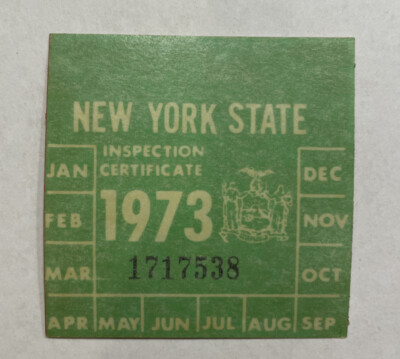 NEW YORK STATE
INSPECTION
CERTIFICATE
1973
1717538
JAN
FEB
MAR
APR MAY JUN JUL AUG SEP
OCT
NOV
DEC